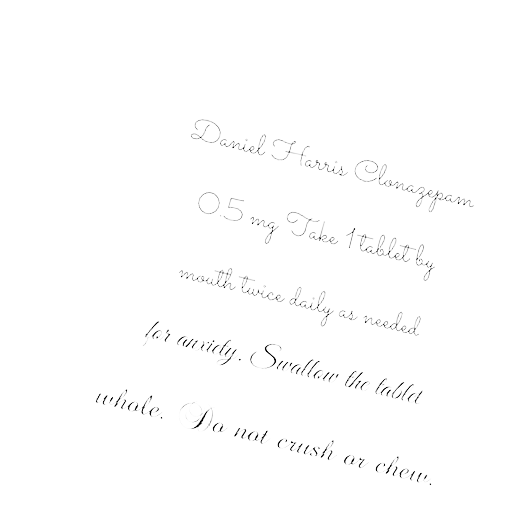 Daniel Harris Clonazepam
0.5 mg Take 1 tablet by
mouth twice daily as needed
for anxiety. Swallow the tablet
whole. Do not crush or chew.